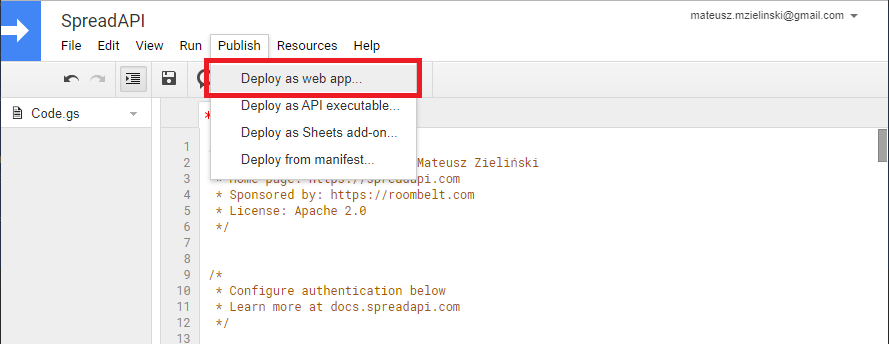 SpreadAPI
mateusz.mzielinski@gmail.com
File Edit View Run Publish Resources Help
Deploy as web app...
Deploy as API executable...
Deploy as Sheets add-on...
Deploy from manifest...
Code.gs
*
1
2 Mateusz Zieliński
3 * Home page: https://spreadapi.com
4 * Sponsored by: https://roombelt.com
5 * License: Apache 2.0
6 */
7
8
9 /*
10 * Configure authentication below
11 * Learn more at docs.spreadapi.com
12 */
13